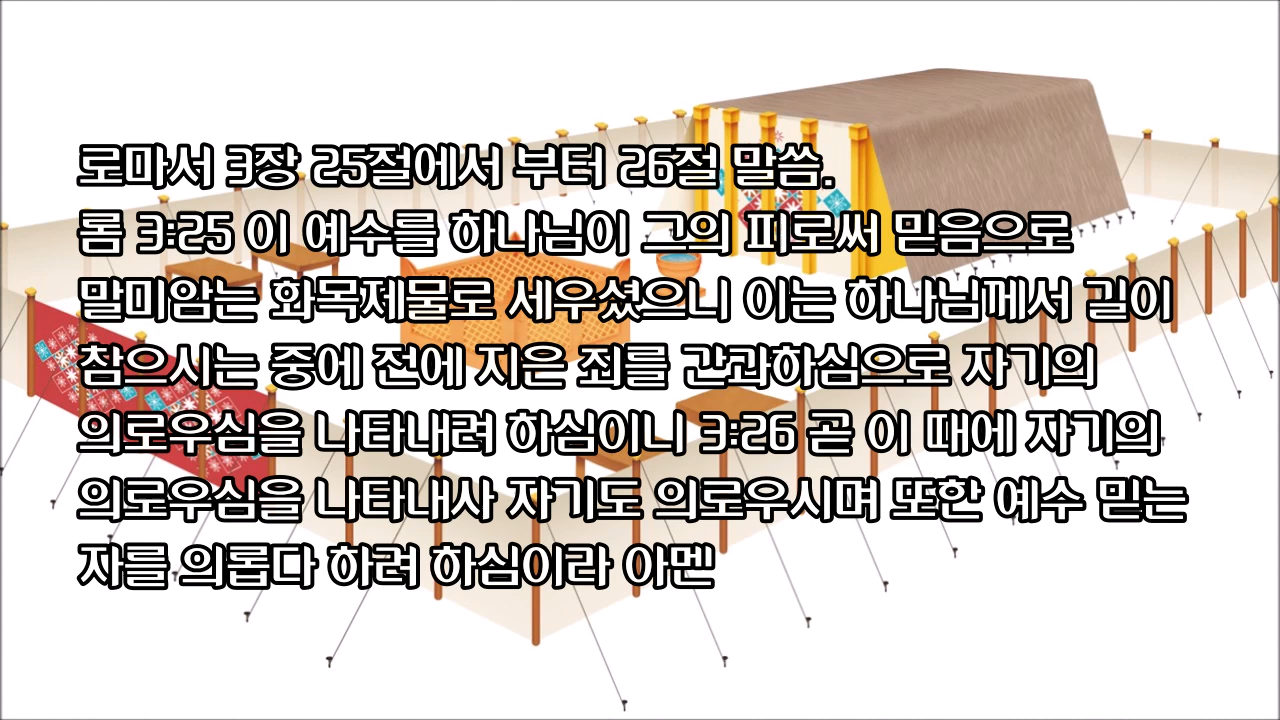 로마서 3장 25절에서 부터 26절 말씀.
롬 3:25 이 예수를 하나님이 그의 피로써 믿음으로
말미암는 화목제물로 세우셨으니 이는 하나님께서 길이
참으시는 중에 전에 지은 죄를 간과하심으로 자기의
의로우심을 나타내려 하심이니 3:26 곧 이 때에 자기의
의로우심을 나타내사 자기도 의로우시며 또한 예수 믿는
자를 의롭다 하려 하심이라 아멘